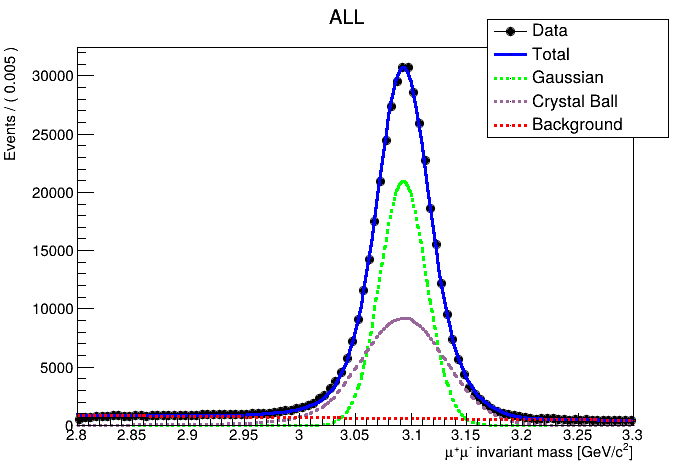 ALL
Data
Total
Gaussian
Crystal Ball
Background
Events / ( 0.005 )
30000
25000
20000
15000
10000
5000
0
2.8 2.85 2.9 2.95 3 3.05 3.1 3.15 3.2 3.25 3.3
μ⁺μ⁻ invariant mass [GeV/c²]